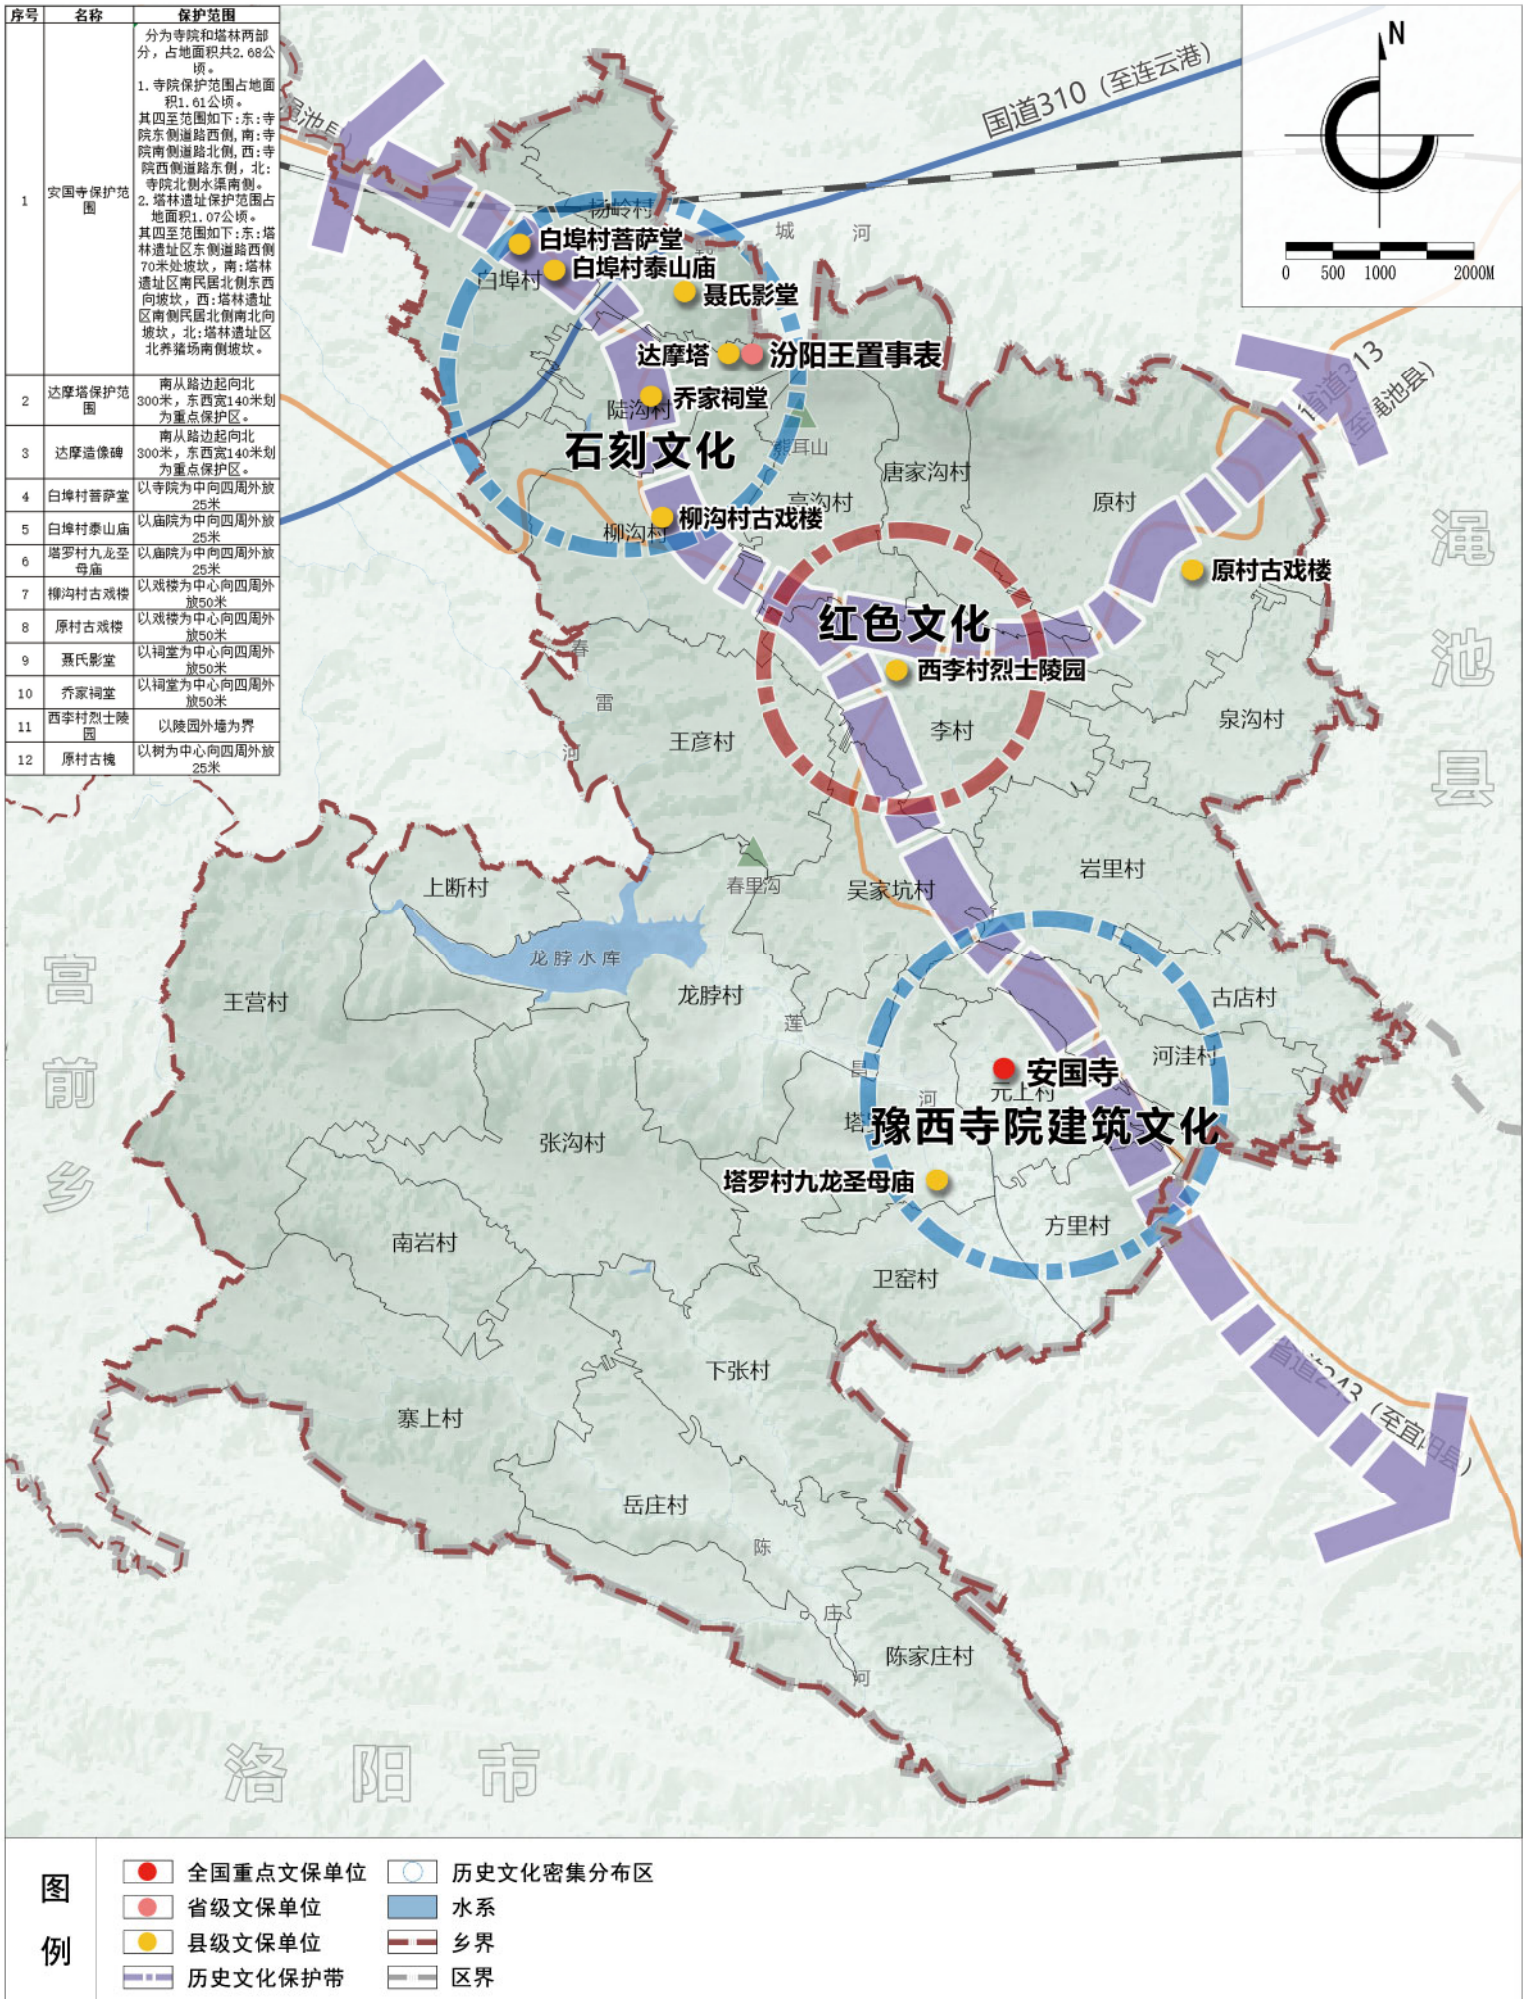 序号 名称 保护范围
1 安国寺保护范围
分为寺院和塔林两部
分，占地面积共2.68公
顷。
1.寺院保护范围占地面
积1.61公顷。
其四至范围如下:东:寺
院东侧道路西侧,南:寺
院南侧道路北侧,西:寺
院西侧道路东侧，北:
寺院北侧水渠南侧。
2.塔林遗址保护范围占
地面积1.07公顷。
其四至范围如下:东:塔
林遗址区东侧道路西侧
70米处坡坎，南:塔林
遗址区南民居北侧东西
向坡坎，西:塔林遗址
区南侧民居北侧南北向
坡坎，北:塔林遗址区
北养猪场南侧坡坎。
2 达摩塔保护范围
南从路边起向北
300米，东西宽140米划
为重点保护区。
3 达摩造像碑
南从路边起向北
300米，东西宽140米划
为重点保护区。
4 白埠村菩萨堂 以寺院为中向四周外放25米
5 白埠村泰山庙 以庙院为中向四周外放25米
6 塔罗村九龙圣母庙 以庙院为中向四周外放25米
7 柳沟村古戏楼 以戏楼为中心向四周外放50米
8 原村古戏楼 以戏楼为中心向四周外放50米
9 聂氏影堂 以祠堂为中心向四周外放50米
10 乔家祠堂 以祠堂为中心向四周外放50米
11 西李村烈士陵园 以陵园外墙为界
12 原村古槐 以树为中心向四周外放25米
N
0 500 1000 2000M
国道310（至连云港）
杨岭村
城 河
白埠村菩萨堂
白埠村泰山庙
白埠村
聂氏影堂
达摩塔
汾阳王置事表
乔家祠堂
陡沟村
石刻文化
熊耳山
省道313
（至渑池县）
唐家沟村
高沟村
原村
柳沟村古戏楼
柳沟村
原村古戏楼
渑池县
红色文化
西李村烈士陵园
春
雷
河
王彦村
李村
泉沟村
上断村
春里沟
吴家坑村
岩里村
龙脖水库
宫前乡
王营村
龙脖村
古店村
莲
昌
河
河洼村
安国寺
元上村
塔
豫西寺院建筑文化
张沟村
塔罗村九龙圣母庙
方里村
南岩村
卫窑村
下张村
省道243（至宜阳县）
寨上村
岳庄村
陈
庄
河
陈家庄村
洛阳市
图例
全国重点文保单位
历史文化密集分布区
省级文保单位
水系
县级文保单位
乡界
历史文化保护带
区界